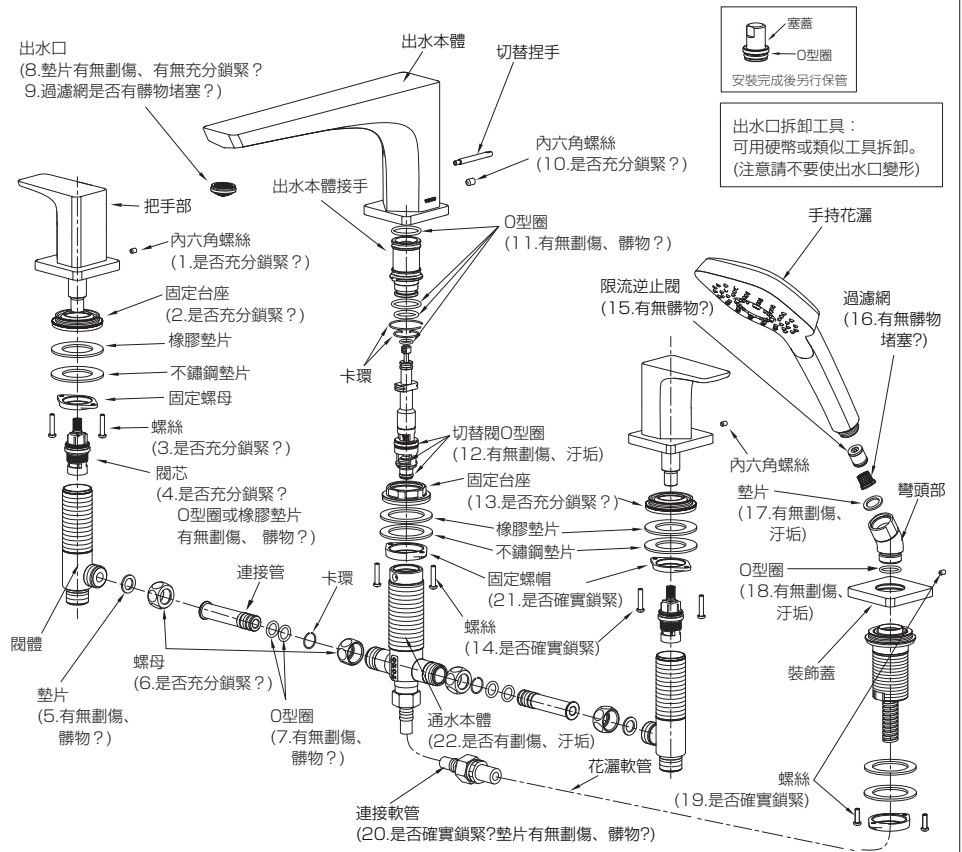 出水口
(8.墊片有無劃傷、有無充分鎖緊？
9.過濾網是否有髒物堵塞？)
出水本體
切替捏手
塞蓋
O型圈
安裝完成後另行保管
出水口拆卸工具：
可用硬幣或類似工具拆卸。
(注意請不要使出水口變形)
內六角螺絲
(10.是否充分鎖緊？)
出水本體接手
把手部
O型圈
(11.有無劃傷、髒物？)
手持花灑
內六角螺絲
(1.是否充分鎖緊？)
限流逆止閥
(15.有無髒物?)
過濾網
(16.有無髒物
堵塞?)
固定台座
(2.是否充分鎖緊？)
橡膠墊片
不鏽鋼墊片
卡環
固定螺母
螺絲
(3.是否充分鎖緊？)
切替閥O型圈
(12.有無劃傷、汙垢)
內六角螺絲
閥芯
(4.是否充分鎖緊？
O型圈或橡膠墊片
有無劃傷、 髒物？)
固定台座
(13.是否充分鎖緊？)
墊片
(17.有無劃傷、
汙垢)
彎頭部
橡膠墊片
不鏽鋼墊片
O型圈
(18.有無劃傷、
汙垢)
連接管
卡環
固定螺帽
(21.是否確實鎖緊)
螺絲
(14.是否確實鎖緊)
閥體
螺母
(6.是否充分鎖緊？)
裝飾蓋
墊片
(5.有無劃傷、
髒物？)
O型圈
(7.有無劃傷、
髒物？)
通水本體
(22.是否有劃傷、汙垢)
花灑軟管
螺絲
(19.是否確實鎖緊)
連接軟管
(20.是否確實鎖緊?墊片有無劃傷、髒物?)